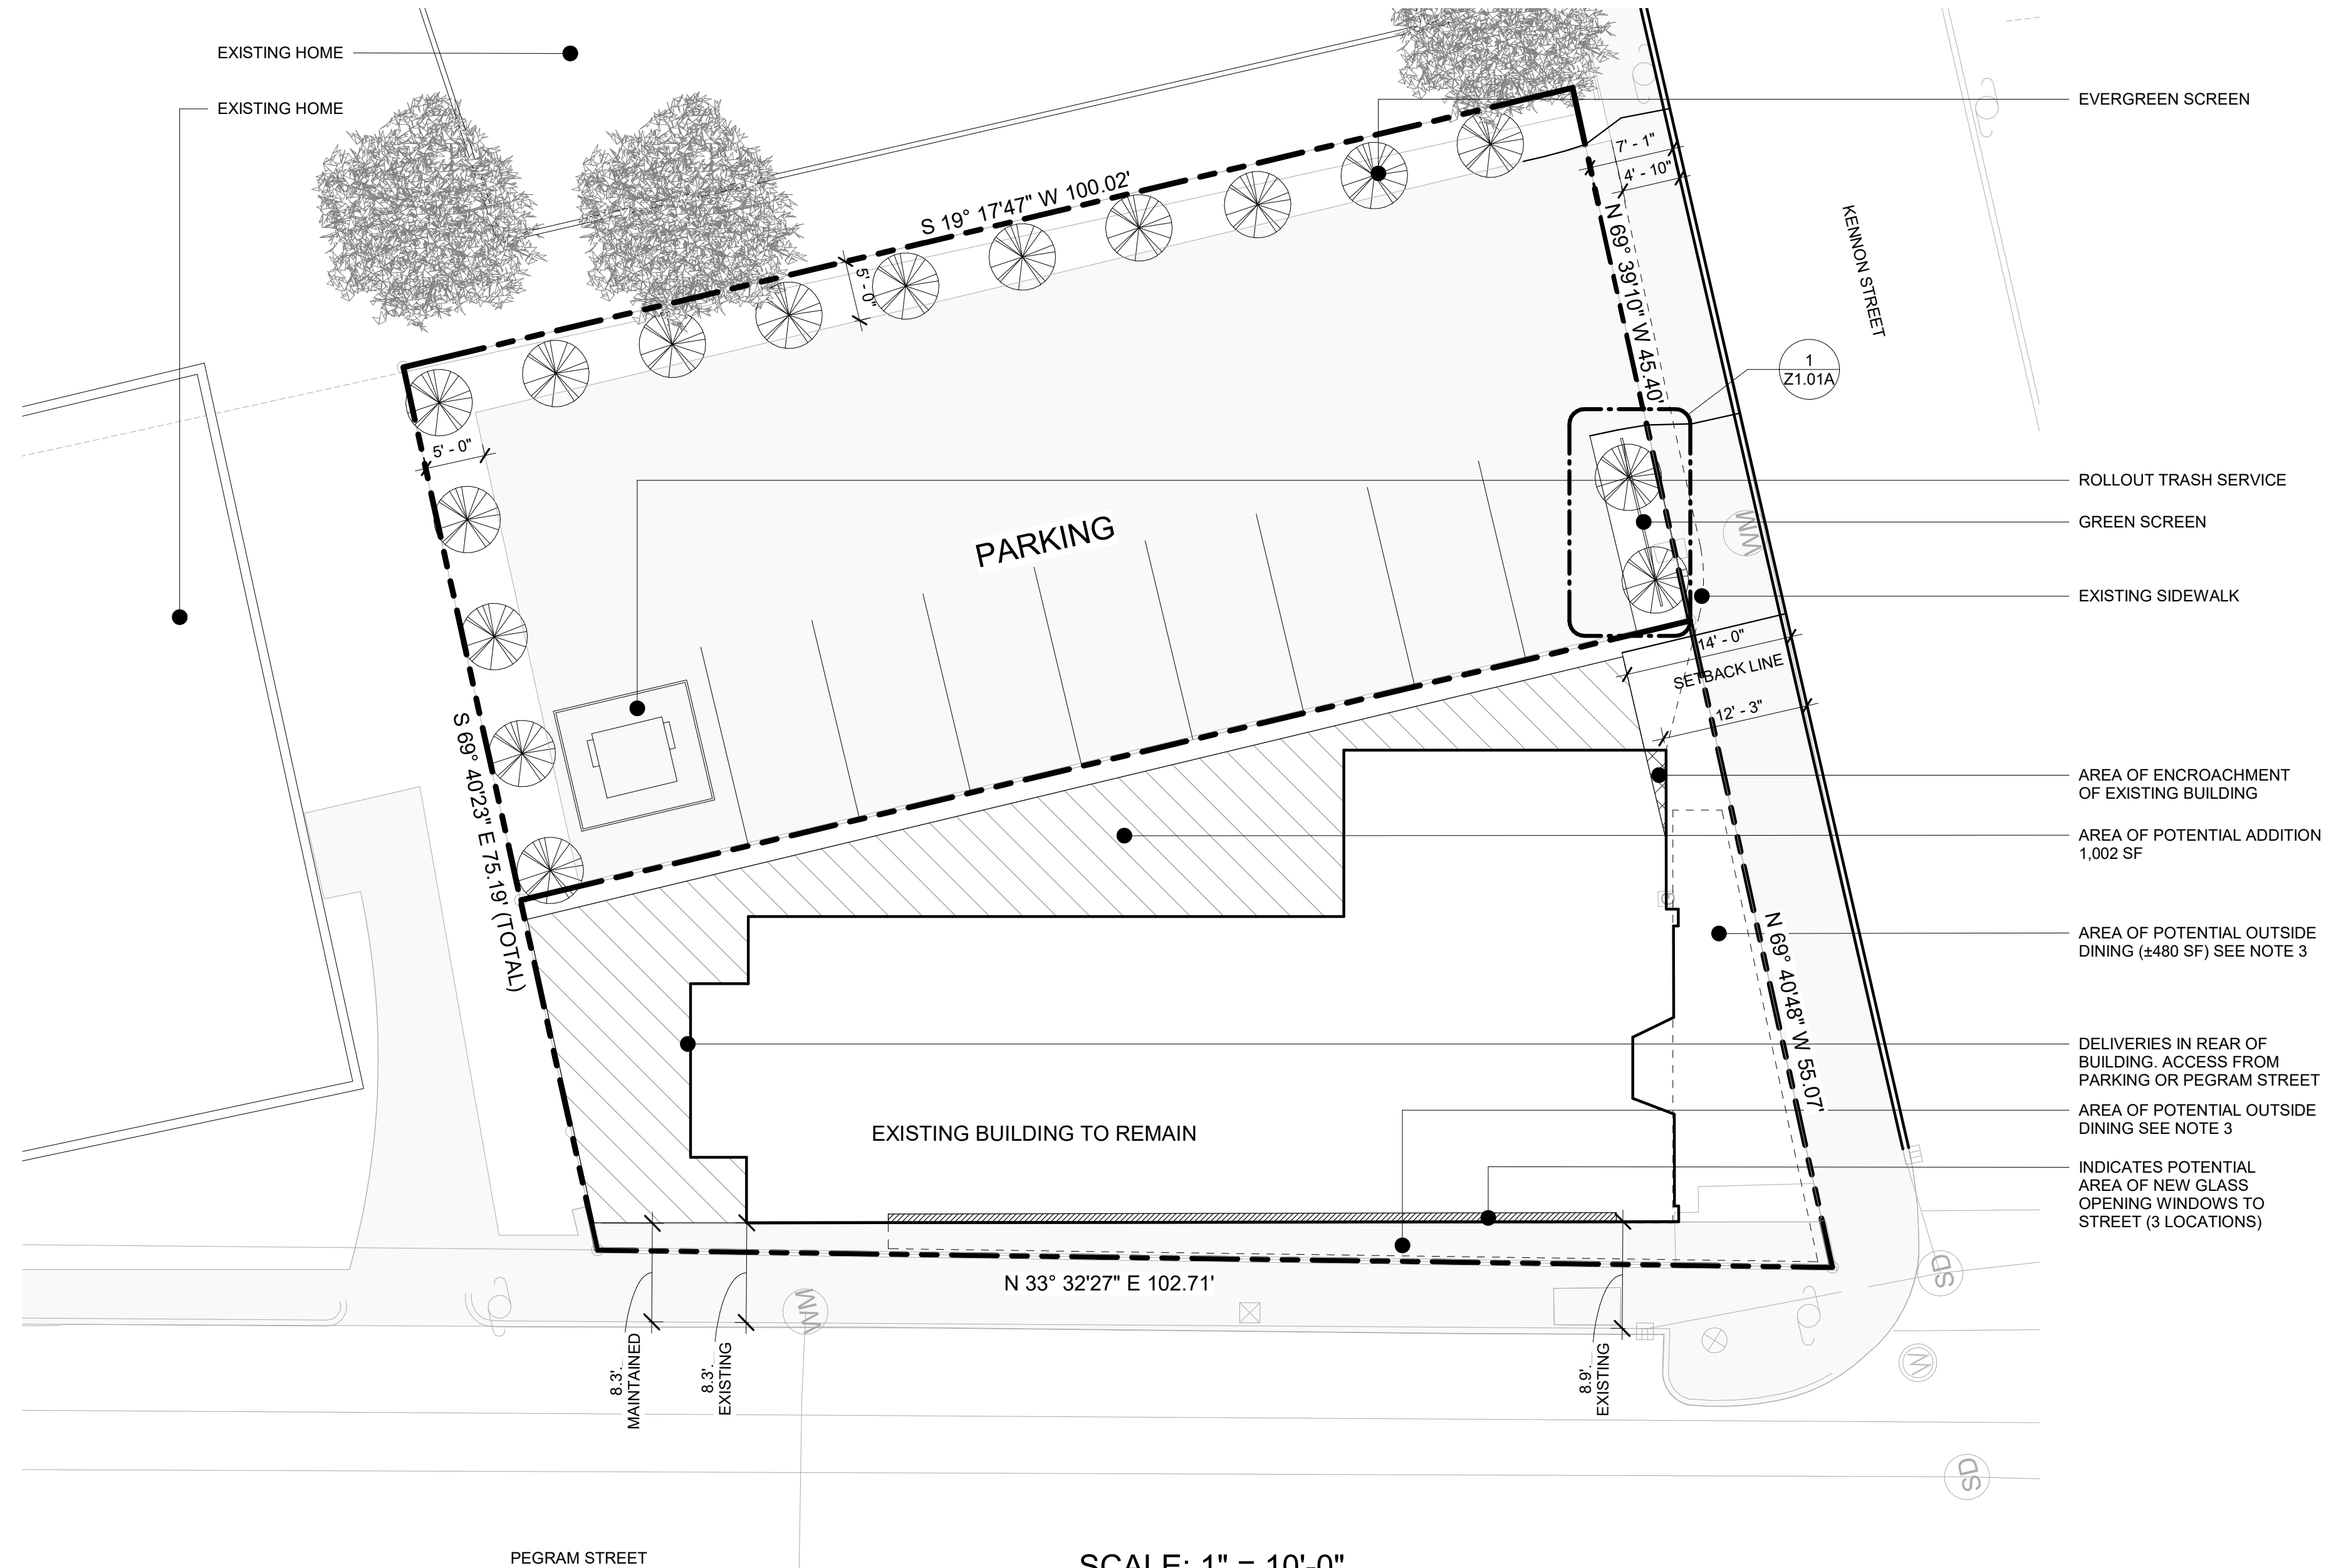 EXISTING HOME
EXISTING HOME
EVERGREEN SCREEN
7' - 1"
4' - 10"
S 19° 17'47" W 100.02'
5' - 0"
N 69° 39'10" W 45.40'
KENNON STREET
1
Z1.01A
5' - 0"
ROLLOUT TRASH SERVICE
PARKING
GREEN SCREEN
WM
EXISTING SIDEWALK
14' - 0"
SETBACK LINE
12' - 3"
S 69° 40'23" E 75.19' (TOTAL)
AREA OF ENCROACHMENT
OF EXISTING BUILDING
AREA OF POTENTIAL ADDITION
1,002 SF
AREA OF POTENTIAL OUTSIDE
DINING (±480 SF) SEE NOTE 3
N 69° 40'48" W 55.07'
DELIVERIES IN REAR OF
BUILDING. ACCESS FROM
PARKING OR PEGRAM STREET
EXISTING BUILDING TO REMAIN
AREA OF POTENTIAL OUTSIDE
DINING SEE NOTE 3
INDICATES POTENTIAL
AREA OF NEW GLASS
OPENING WINDOWS TO
STREET (3 LOCATIONS)
N 33° 32'27" E 102.71'
WM
SD
W
8.3'.
MAINTAINED
8.3'.
EXISTING
8.9'.
EXISTING
SD
PEGRAM STREET
SCALE: 1" = 10'-0"